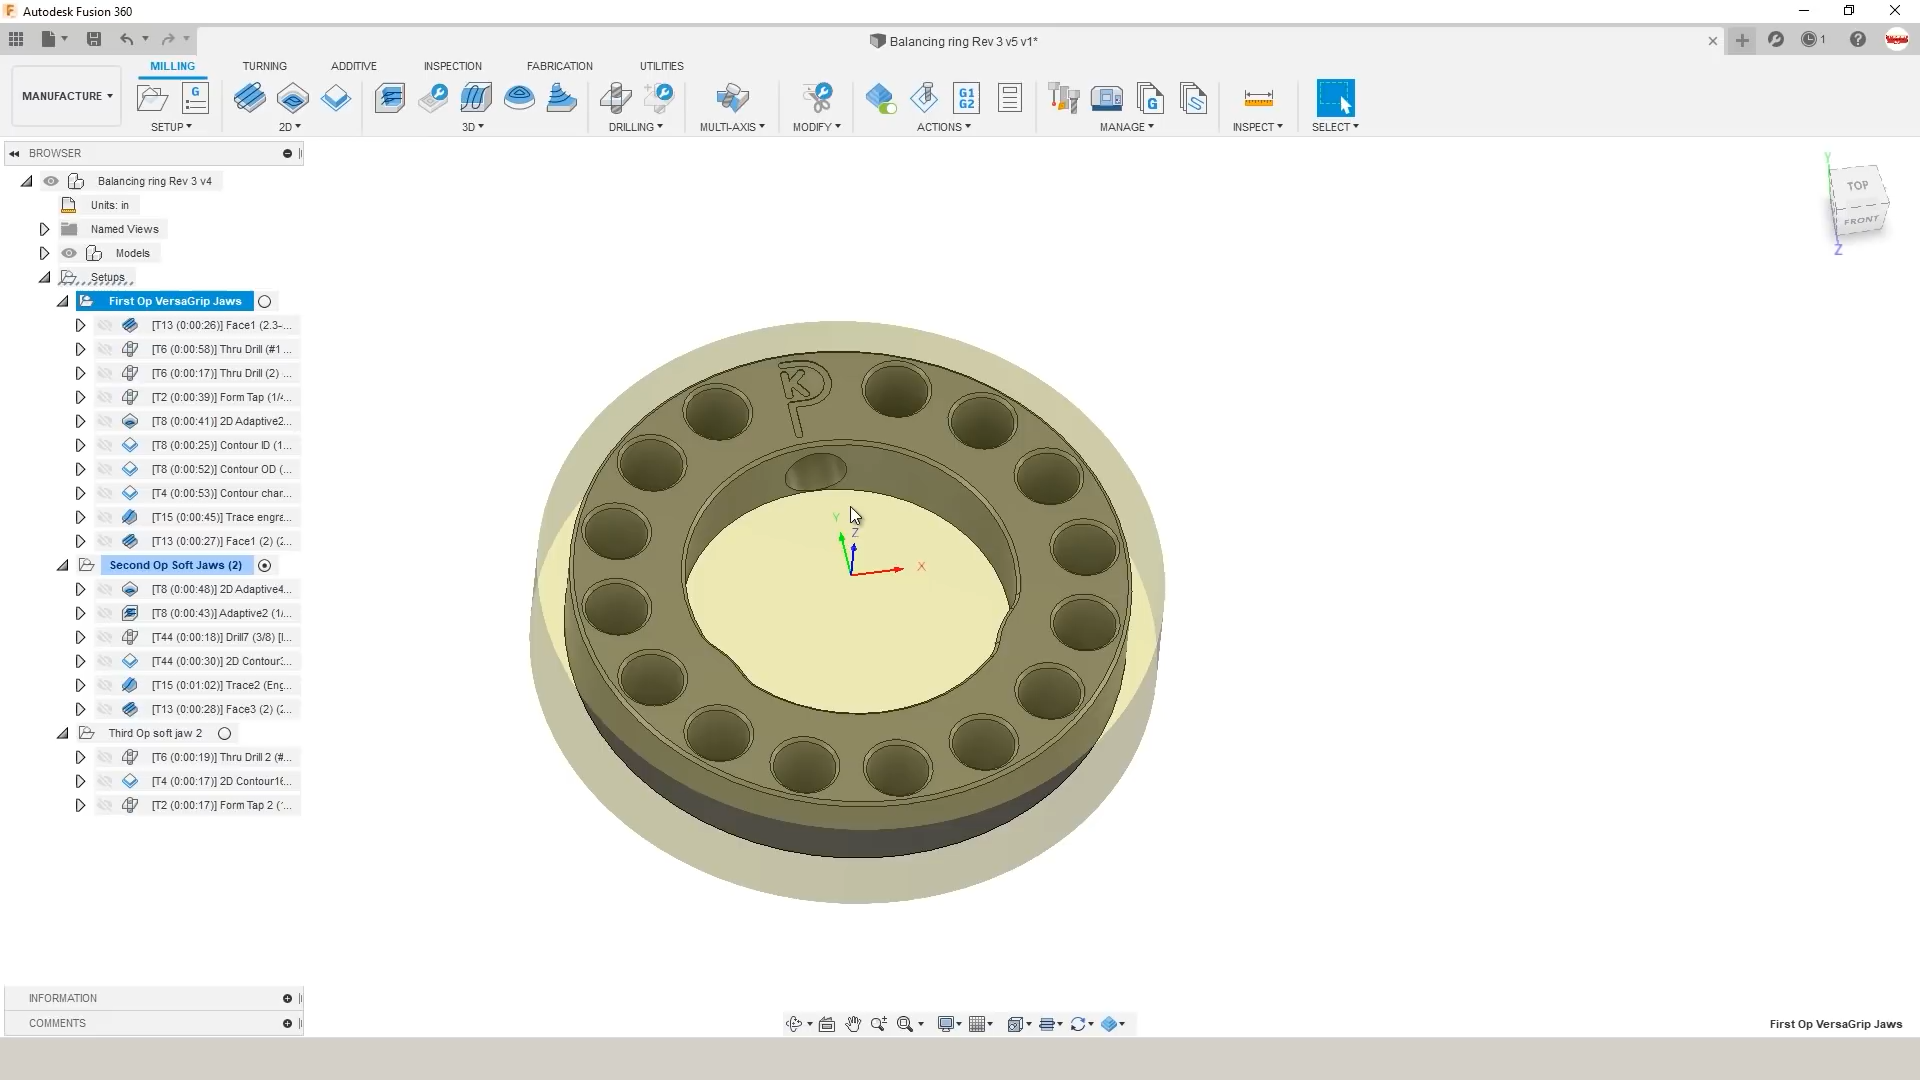 Autodesk Fusion 360
Balancing ring Rev 3 v5 v1*
1
MILLING
TURNING
ADDITIVE
INSPECTION
FABRICATION
UTILITIES
MANUFACTURE
SETUP
2D
3D
DRILLING
MULTI-AXIS
MODIFY
ACTIONS
MANAGE
INSPECT
SELECT
G
G1
G2
G
BROWSER
Balancing ring Rev 3 v4
Units: in
Named Views
Models
Setups
First Op VersaGrip Jaws
[T13 (0:00:26)] Face1 (2.3-...
[T6 (0:00:58)] Thru Drill (#1 ...
[T6 (0:00:17)] Thru Drill (2) ...
[T2 (0:00:39)] Form Tap (1/4...
[T8 (0:00:41)] 2D Adaptive2...
[T8 (0:00:25)] Contour ID (1...
[T8 (0:00:52)] Contour OD (...
[T4 (0:00:53)] Contour char...
[T15 (0:00:45)] Trace engra...
[T13 (0:00:27)] Face1 (2) (2...
Second Op Soft Jaws (2)
[T8 (0:00:48)] 2D Adaptive4...
[T8 (0:00:43)] Adaptive2 (1/...
[T44 (0:00:18)] Drill7 (3/8) [I...
[T44 (0:00:30)] 2D Contour3...
[T15 (0:01:02)] Trace2 (Eng...
[T13 (0:00:28)] Face3 (2) (2...
Third Op soft jaw 2
[T6 (0:00:19)] Thru Drill 2 (#...
[T4 (0:00:17)] 2D Contour16...
[T2 (0:00:17)] Form Tap 2 (...
Y
TOP
FRONT
Z
K
P
Y
Z
X
INFORMATION
COMMENTS
First Op VersaGrip Jaws